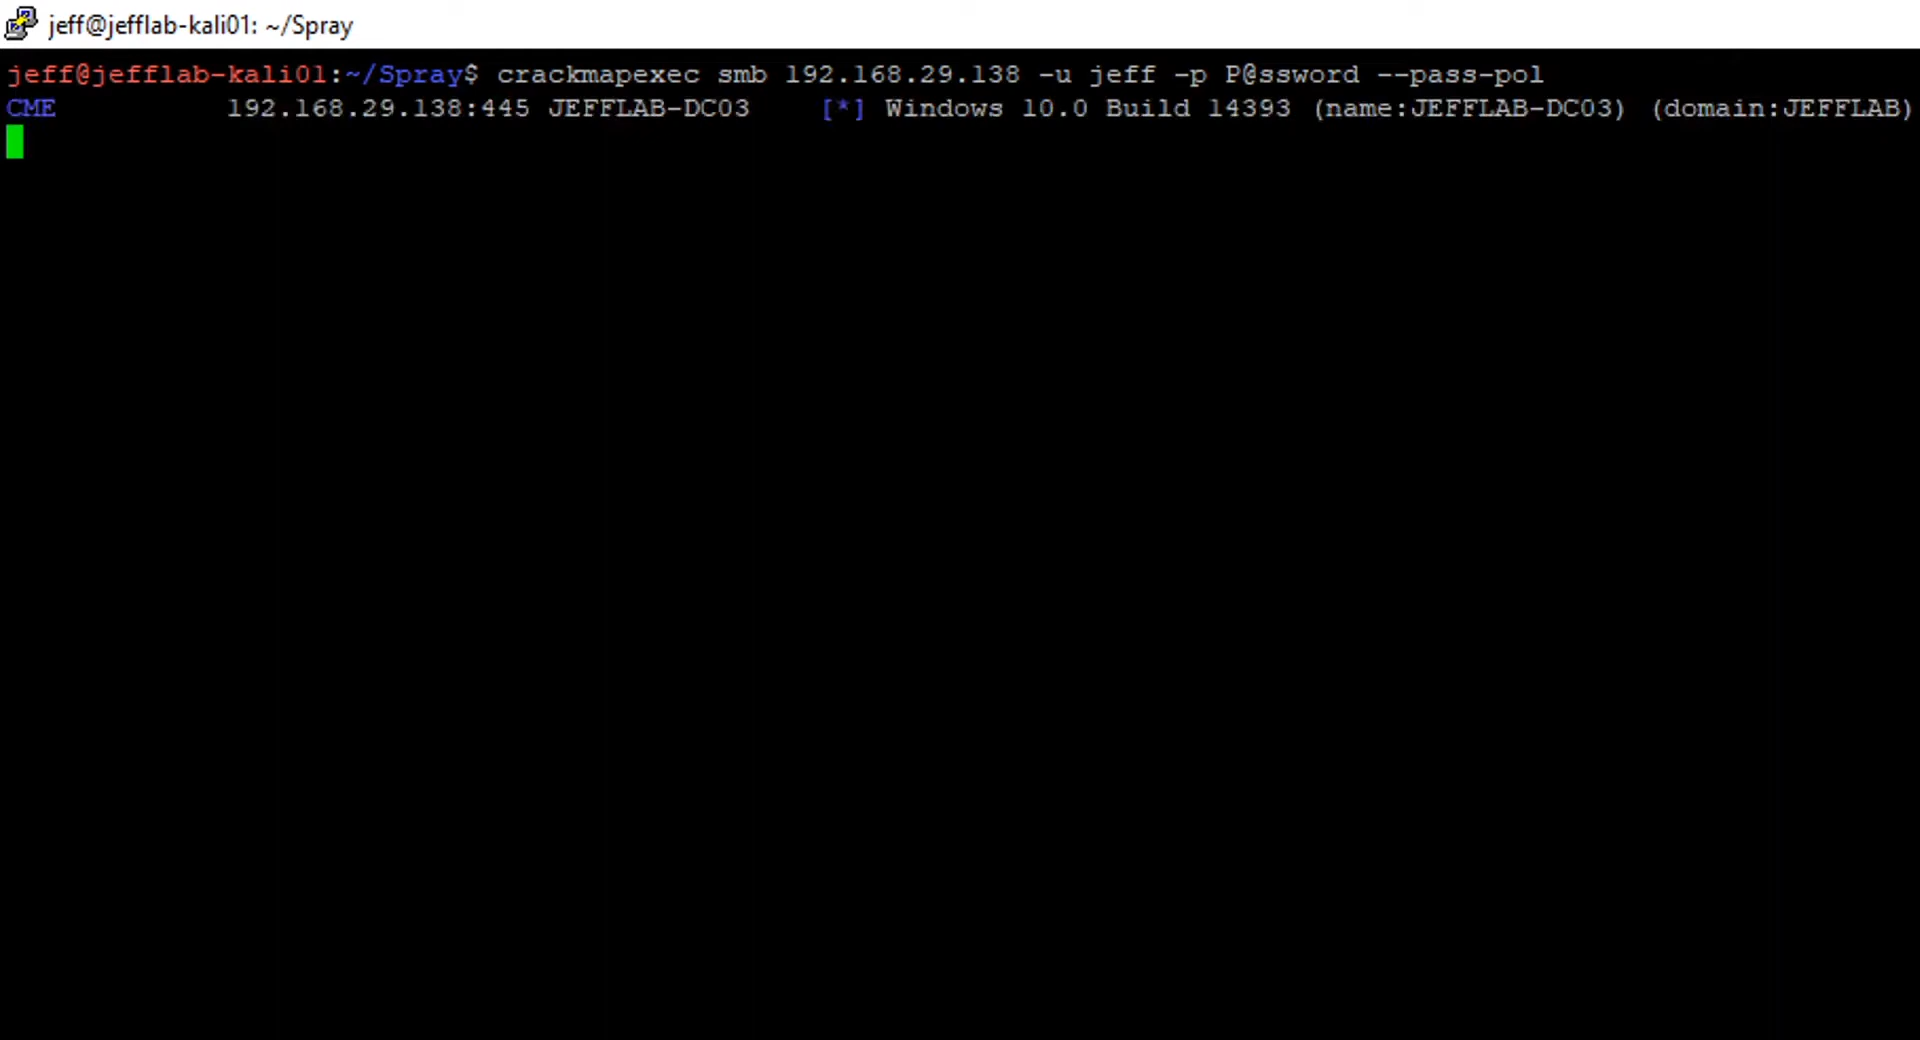 jeff@jefflab-kali01: ~/Spray
jeff@jefflab-kali01:~/Spray$ crackmapexec smb 192.168.29.138 -u jeff -p P@ssword --pass-pol
CME 192.168.29.138:445 JEFFLAB-DC03 [*] Windows 10.0 Build 14393 (name:JEFFLAB-DC03) (domain:JEFFLAB)